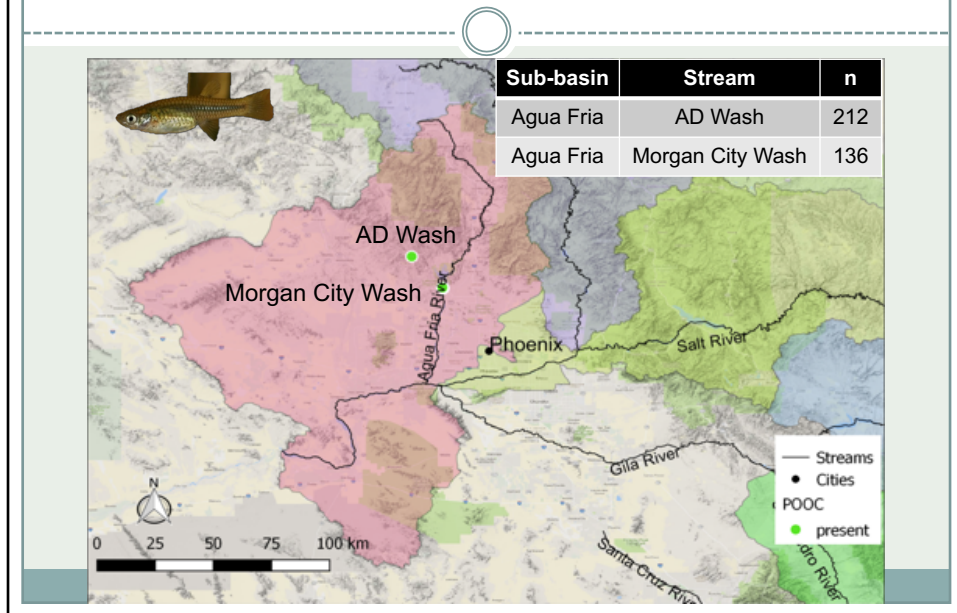 Sub-basin Stream n
Agua Fria AD Wash 212
Agua Fria Morgan City Wash 136
AD Wash
Morgan City Wash
Agua Fria River
Phoenix
Salt River
Gila River
Santa Cruz River
dro River
N
0 25 50 75 100 km
Streams
Cities
POOC
present